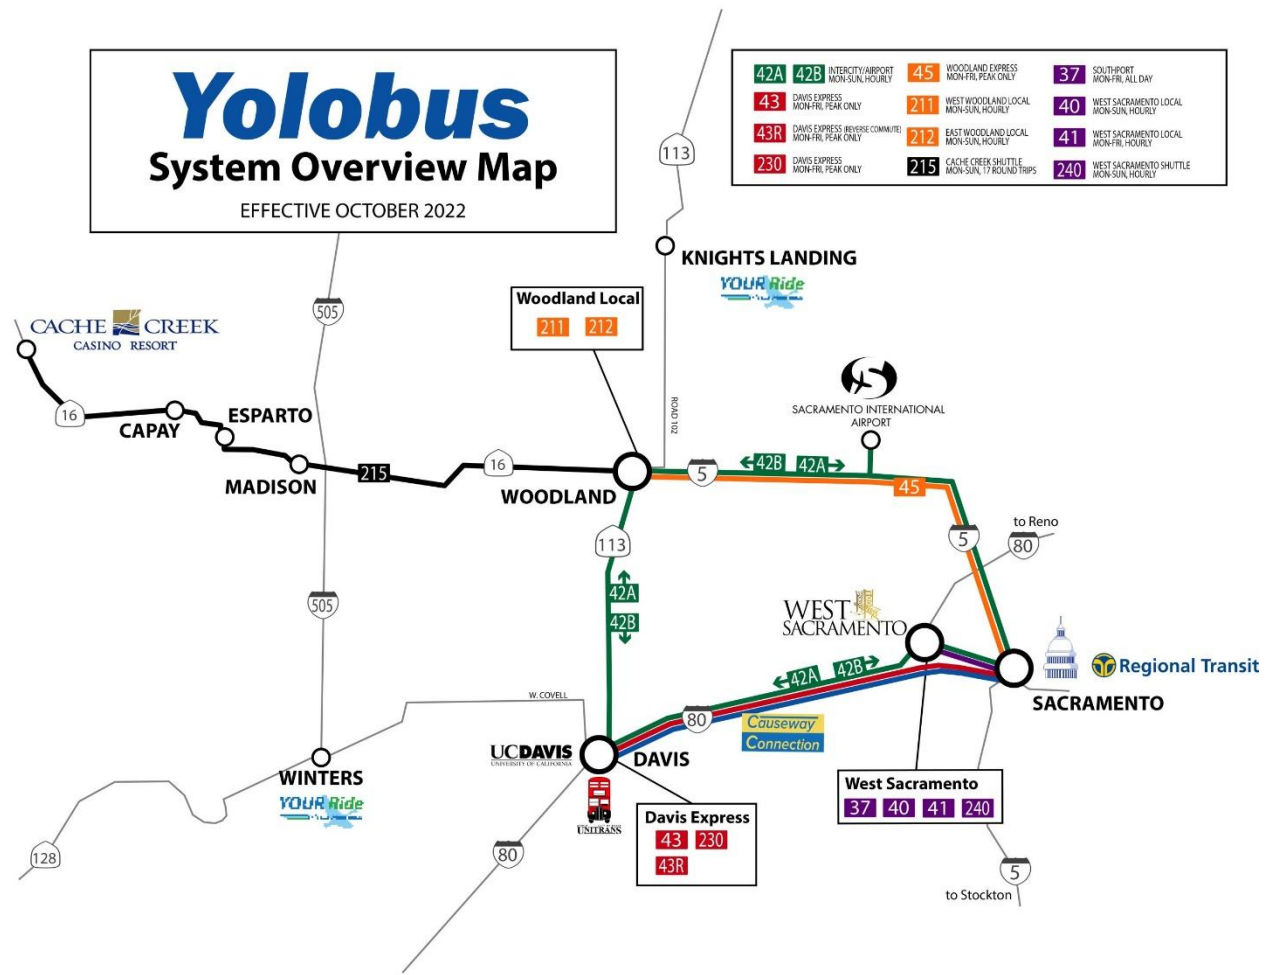 Yolobus
System Overview Map
EFFECTIVE OCTOBER 2022
42A 42B INTERCITY/AIRPORT
MON-SUN, HOURLY
43 DAVIS EXPRESS
MON-FRI, PEAK ONLY
43R DAVIS EXPRESS (REVERSE COMMUTE)
MON-FRI, PEAK ONLY
230 DAVIS EXPRESS
MON-FRI, PEAK ONLY
45 WOODLAND EXPRESS
MON-FRI, PEAK ONLY
211 WEST WOODLAND LOCAL
MON-SUN, HOURLY
212 EAST WOODLAND LOCAL
MON-SUN, HOURLY
215 CACHE CREEK SHUTTLE
MON-SUN, 17 ROUND TRIPS
37 SOUTHPORT
MON-FRI, ALL DAY
40 WEST SACRAMENTO LOCAL
MON-SUN, HOURLY
41 WEST SACRAMENTO LOCAL
MON-FRI, HOURLY
240 WEST SACRAMENTO SHUTTLE
MON-SUN, HOURLY
113
KNIGHTS LANDING
YOUR Ride
505
CACHE CREEK
CASINO RESORT
Woodland Local
211 212
16
CAPAY
ESPARTO
MADISON
215
16
WOODLAND
ROAD 102
SACRAMENTO INTERNATIONAL
AIRPORT
5
42B 42A
45
5
to Reno
80
113
42A
42B
505
WEST
SACRAMENTO
42A 42B
Regional Transit
SACRAMENTO
W. COVELL
80
Causeway
Connection
UCDAVIS
UNIVERSITY OF CALIFORNIA
DAVIS
UNITRANS
WINTERS
YOUR Ride
128
80
Davis Express
43 230
43R
West Sacramento
37 40 41 240
5
to Stockton